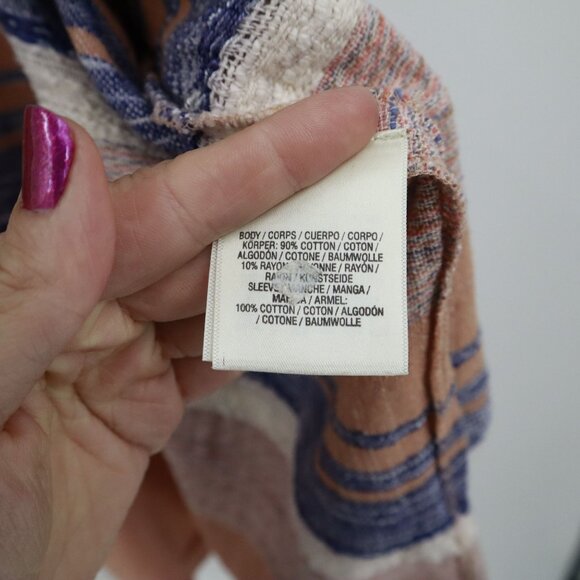 BODY / CORPS / CUERPO / CORPO /
KÖRPER: 90% COTTON / COTON /
ALGODÓN / COTONE / BAUMWOLLE
10% RAYON / RAYÓN /
KUNSTSEIDE
SLEEVE / MANCHE / MANGA /
/ ARMEL:
100% COTTON / COTON / ALGODÓN
/ COTONE / BAUMWOLLE